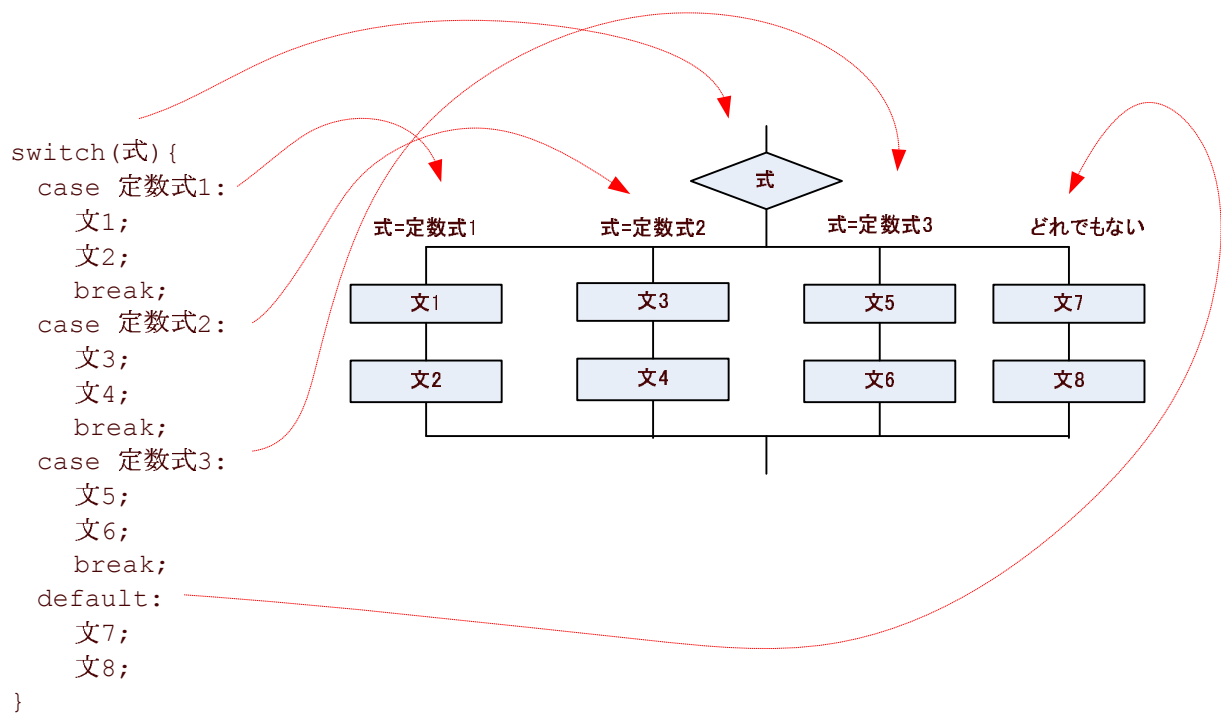 switch(式){
case 定数式1:
文1;
文2;
break;
case 定数式2:
文3;
文4;
break;
case 定数式3:
文5;
文6;
break;
default:
文7;
文8;
}
式
式=定数式1
式=定数式2
式=定数式3
どれでもない
文1
文3
文5
文7
文2
文4
文6
文8